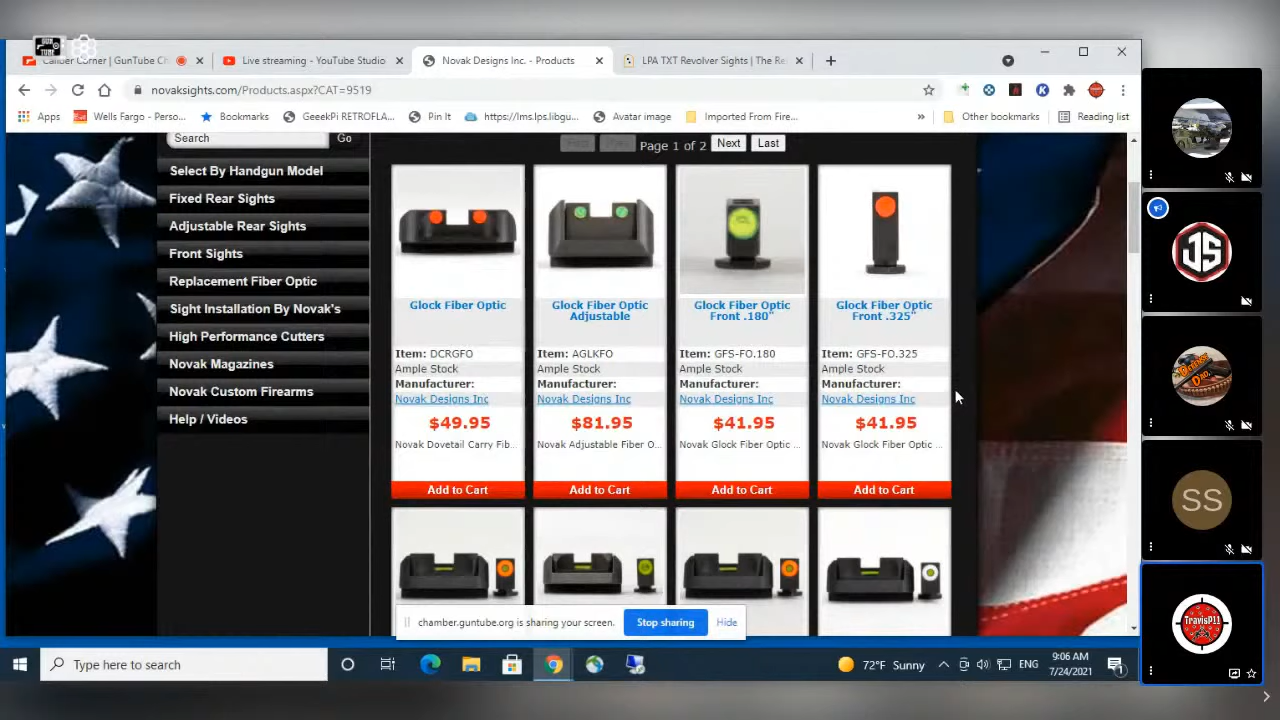 GUN
TUBE
Caliber Corner | GunTube Ch
Live streaming - YouTube Studio
Novak Designs Inc. - Products
LPA TXT Revolver Sights | The Re
novaksights.com/Products.aspx?CAT=9519
Apps
Wells Fargo - Perso...
Bookmarks
GeeekPi RETROFLA...
Pin It
https://lms.lps.libgu...
Avatar image
Imported From Fire...
»
Other bookmarks
Reading list
Search
Go
Page 1 of 2
Next
Last
Select By Handgun Model
Fixed Rear Sights
Adjustable Rear Sights
Front Sights
Replacement Fiber Optic
Sight Installation By Novak's
High Performance Cutters
Novak Magazines
Novak Custom Firearms
Help / Videos
Glock Fiber Optic
Item: DCRGFO
Ample Stock
Manufacturer:
Novak Designs Inc
$49.95
Novak Dovetail Carry Fib...
Add to Cart
Glock Fiber Optic
Adjustable
Item: AGLKFO
Ample Stock
Manufacturer:
Novak Designs Inc
$81.95
Novak Adjustable Fiber O...
Add to Cart
Glock Fiber Optic
Front .180"
Item: GFS-FO.180
Ample Stock
Manufacturer:
Novak Designs Inc
$41.95
Novak Glock Fiber Optic ...
Add to Cart
Glock Fiber Optic
Front .325"
Item: GFS-FO.325
Ample Stock
Manufacturer:
Novak Designs Inc
$41.95
Novak Glock Fiber Optic ...
Add to Cart
chamber.guntube.org is sharing your screen.
Stop sharing
Hide
Type here to search
72°F Sunny
ENG
9:06 AM
7/24/2021
1
JS
DAD
SS
TravisP11